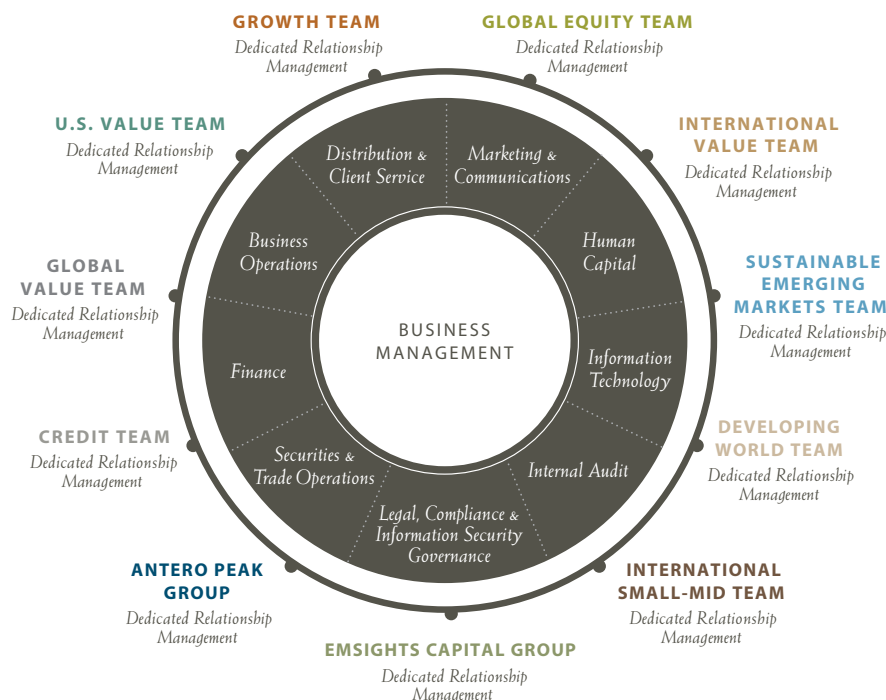 GROWTH TEAM
Dedicated Relationship
Management
GLOBAL EQUITY TEAM
Dedicated Relationship
Management
U.S. VALUE TEAM
Dedicated Relationship
Management
INTERNATIONAL
VALUE TEAM
Dedicated Relationship
Management
GLOBAL
VALUE TEAM
Dedicated Relationship
Management
SUSTAINABLE
EMERGING
MARKETS TEAM
Dedicated Relationship
Management
CREDIT TEAM
Dedicated Relationship
Management
DEVELOPING
WORLD TEAM
Dedicated Relationship
Management
ANTERO PEAK
GROUP
Dedicated Relationship
Management
INTERNATIONAL
SMALL-MID TEAM
Dedicated Relationship
Management
EMSIGHTS CAPITAL GROUP
Dedicated Relationship
Management
Distribution &
Client Service
Marketing &
Communications
Business
Operations
Human
Capital
Finance
Information
Technology
Securities &
Trade Operations
Internal Audit
Legal, Compliance &
Information Security
Governance
BUSINESS
MANAGEMENT